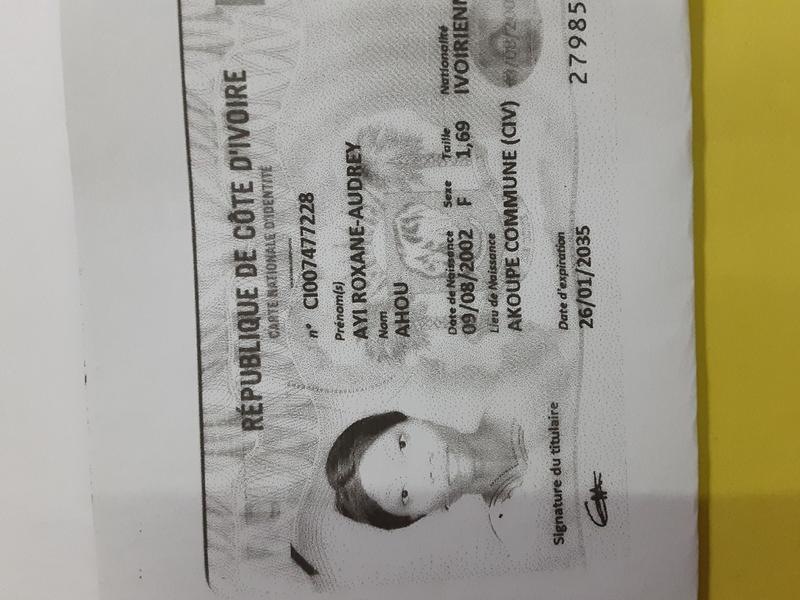 RÉPUBLIQUE DE CÔTE D'IVOIRE
CARTE NATIONALE D'IDENTITÉ
n° CI007477228
Prénom(s)
AYI ROXANE-AUDREY
Nom
AHOU
Date de Naissance Sexe Taille Nationalité
09/08/2002 F 1,69 IVOIRIENN
Lieu de Naissance
AKOUPE COMMUNE (CIV)
Date d'expiration
26/01/2035
27985
Signature du titulaire